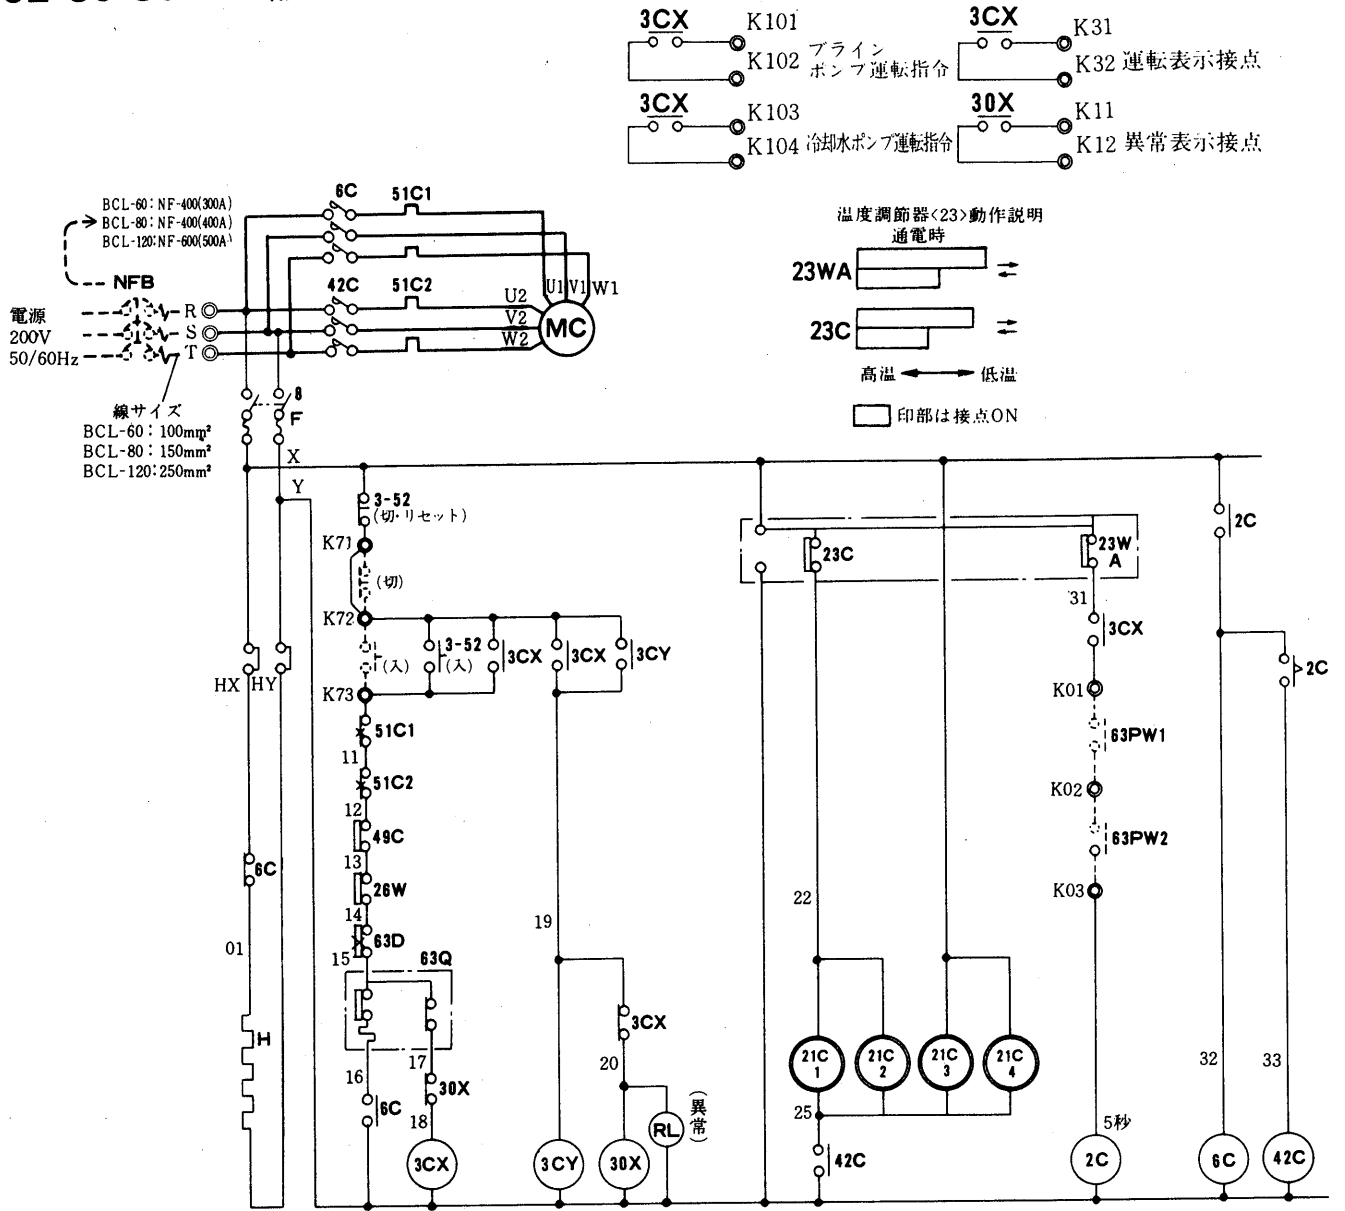 3CX
K101
K102
ブライン
ポンプ運転指令
3CX
K31
K32 運転表示接点
3CX
K103
K104 冷却水ポンプ運転指令
30X
K11
K12 異常表示接点
BCL-60:NF-400(300A)
BCL-80:NF-400(400A)
BCL-120:NF-600(500A)
NFB
電源
200V
50/60Hz
R
S
T
6C
51C1
42C
51C2
U1 V1 W1
U2
V2
W2
MC
温度調節器<23>動作説明
通電時
23WA
23C
高温
低温
印部は接点ON
線サイズ
BCL-60:100mm²
BCL-80:150mm²
BCL-120:250mm²
8
F
X
Y
3-52
(切・リセット)
K71
(切)
K72
(入)
3-52
(入)
3CX
3CX
3CY
K73
51C1
11
51C2
12
49C
13
26W
14
63D
15
63Q
16
17
30X
6C
18
3CX
HX HY
6C
01
H
19
3CX
20
3CY
30X
RL
(異常)
23C
22
21C
1
21C
2
21C
3
21C
4
25
42C
23W
A
31
3CX
K01
63PW1
K02
63PW2
K03
5秒
2C
2C
2C
32
33
6C
42C